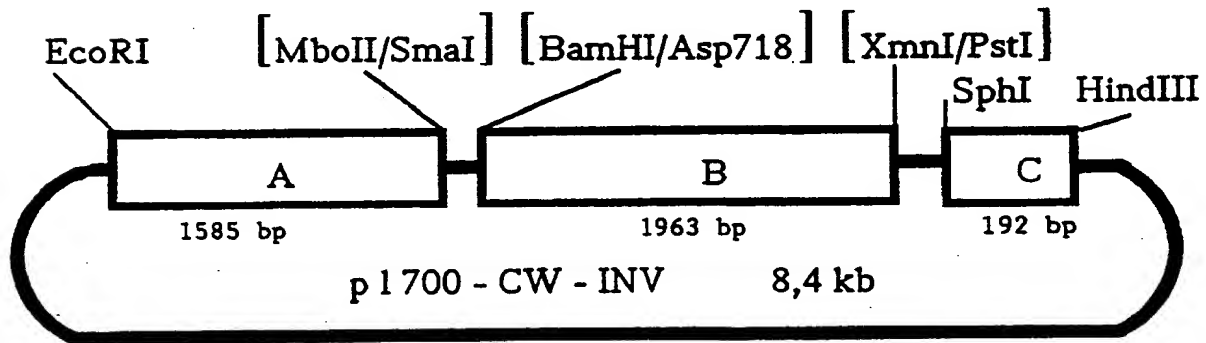 EcoRI [MboII/SmaI] [BamHI/Asp718] [XmnI/PstI]
SphI HindIII
A B C
1585 bp 1963 bp 192 bp
p 1700 - CW - INV 8,4 kb